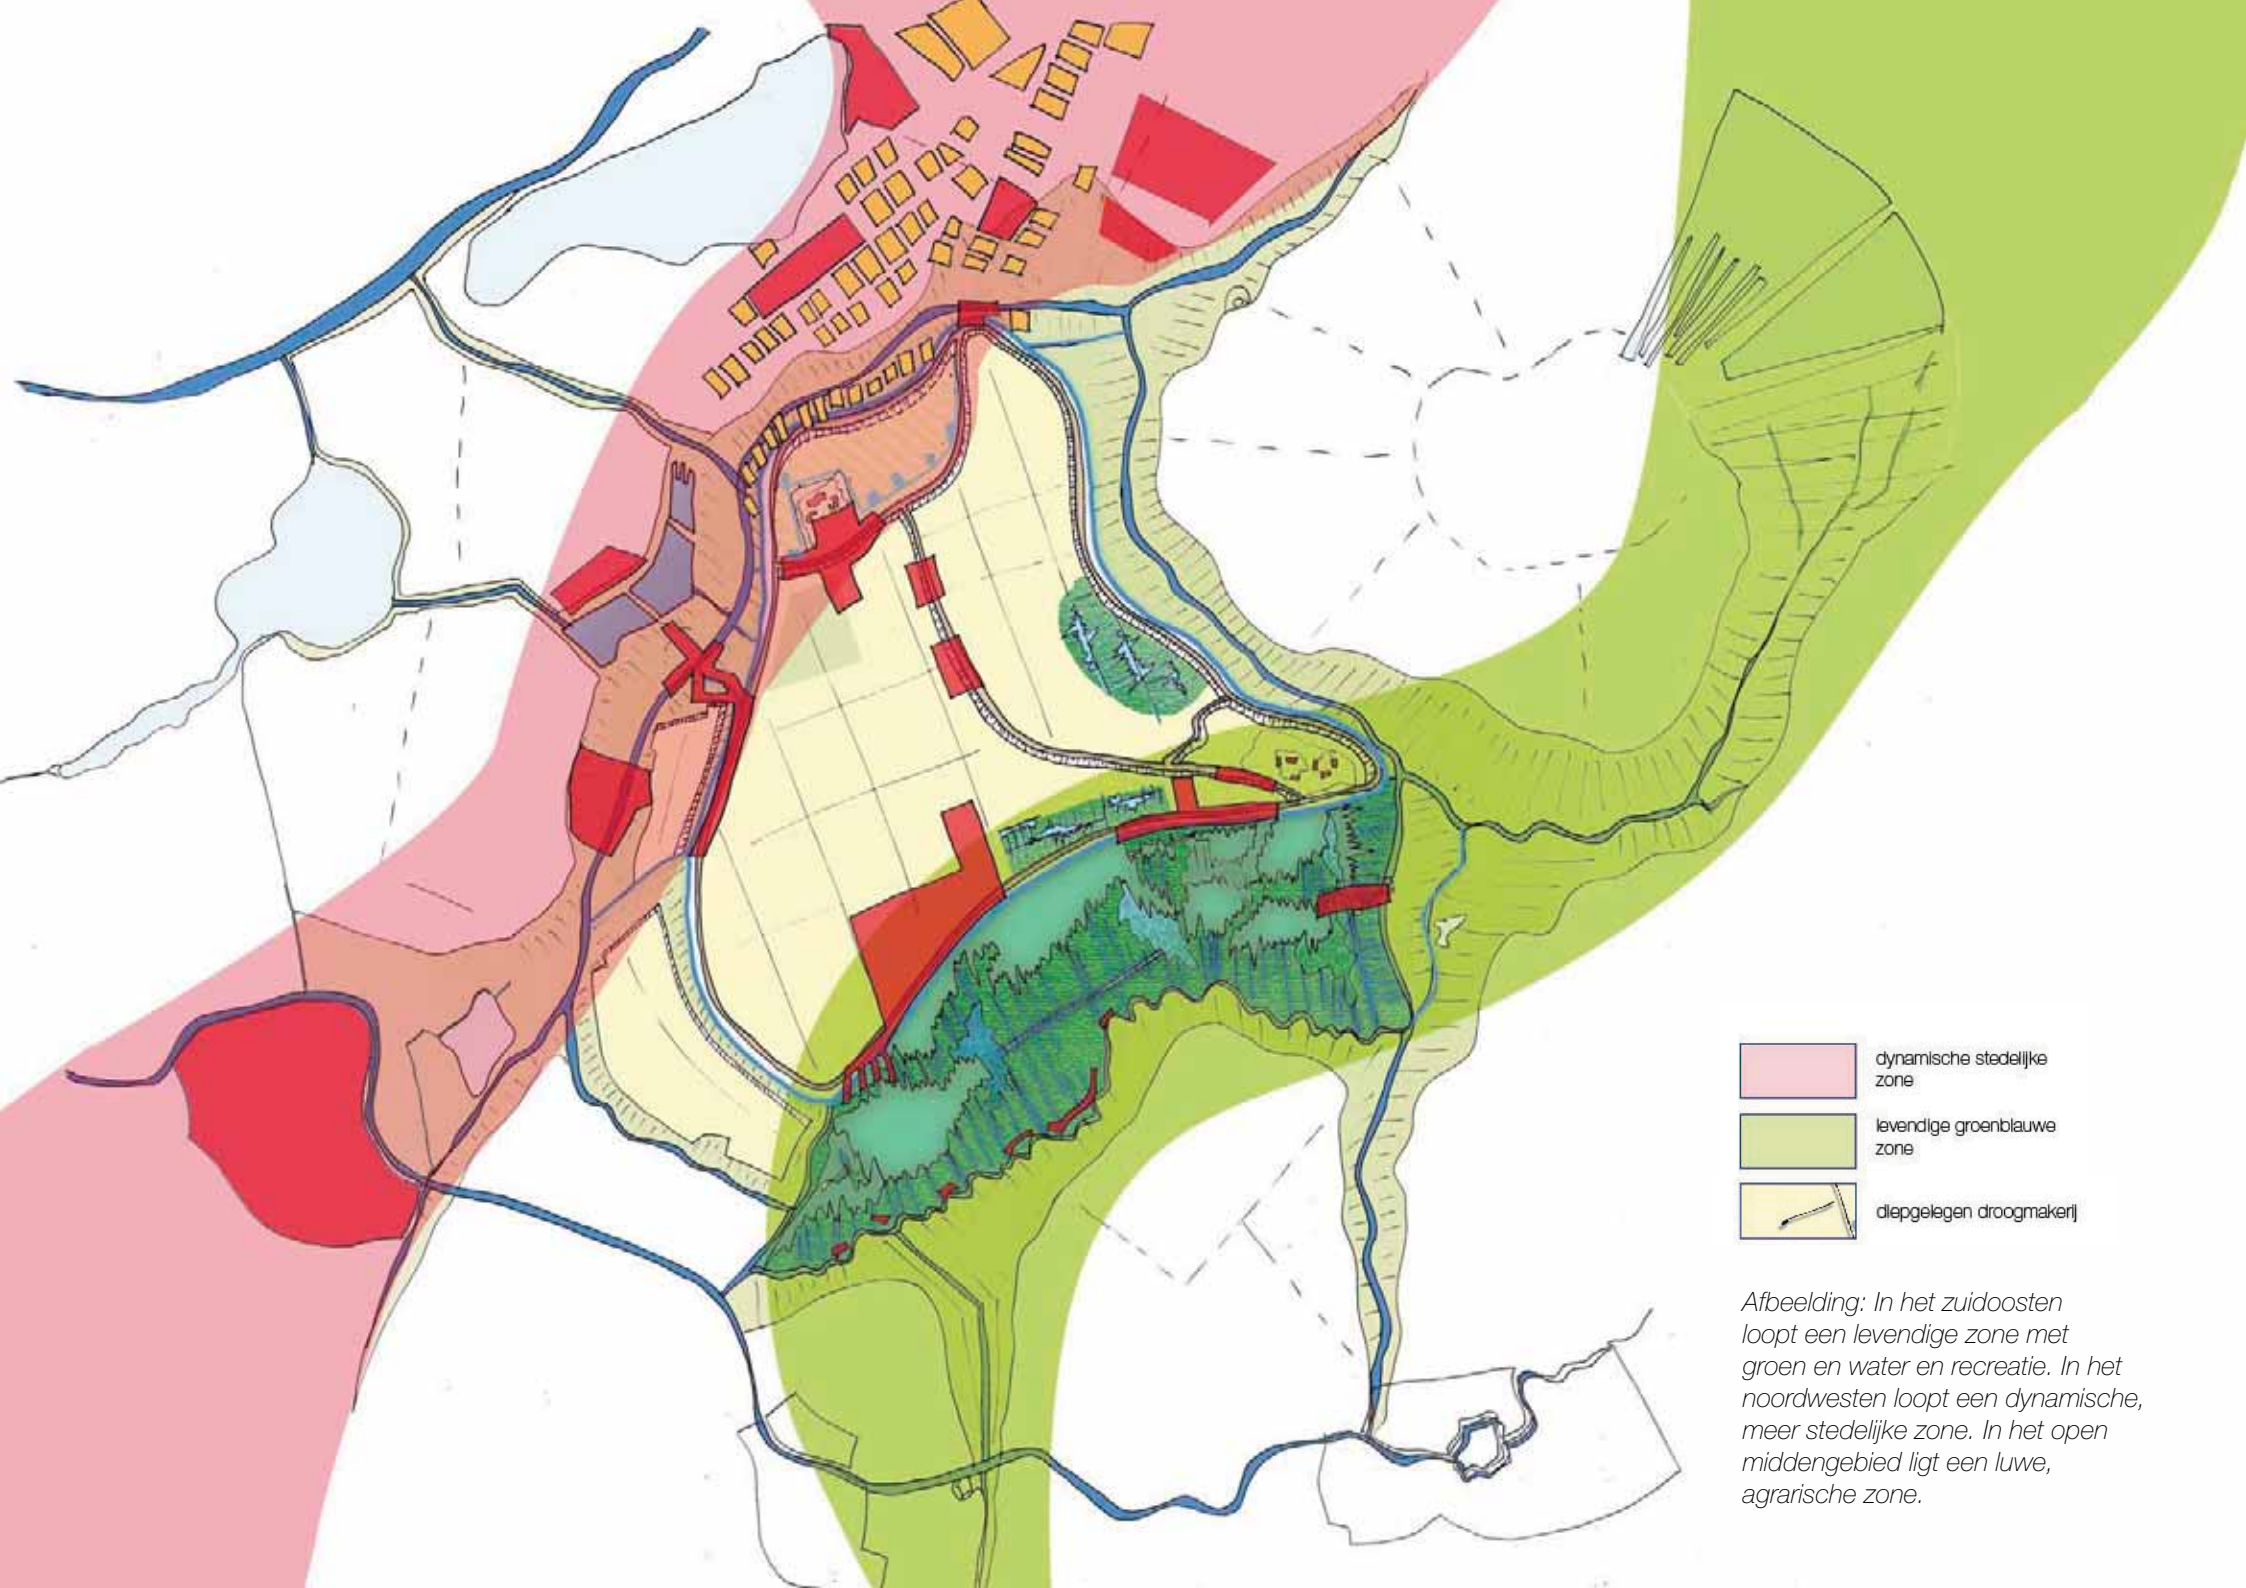 dynamische stedelijke
zone
levendige groenblauwe
zone
diepgelegen droogmakerij
Afbeelding: In het zuidoosten
loopt een levendige zone met
groen en water en recreatie. In het
noordwesten loopt een dynamische,
meer stedelijke zone. In het open
middengebied ligt een luwe,
agrarische zone.